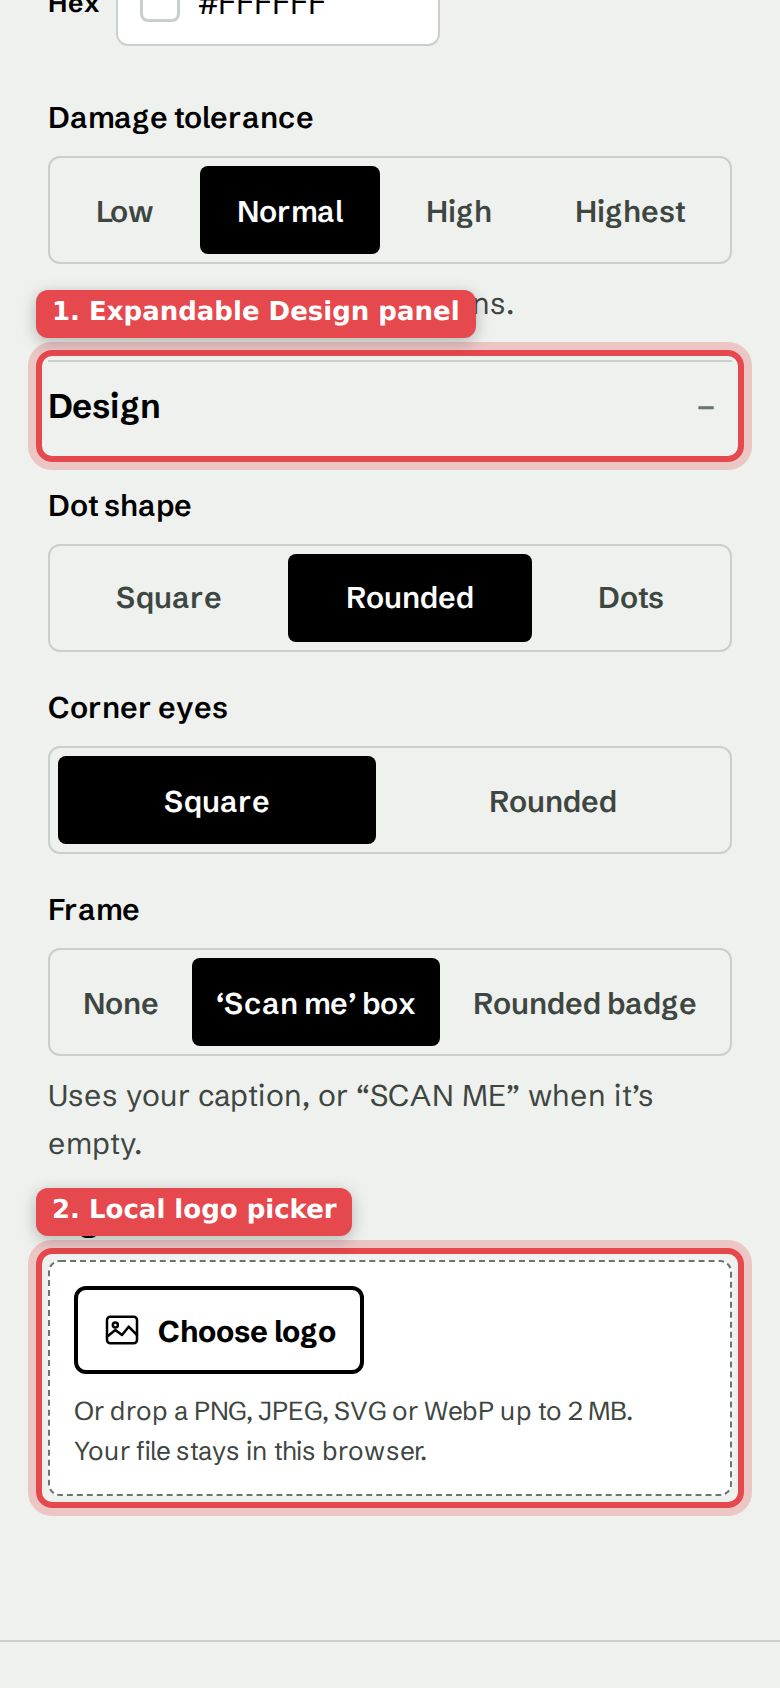 Hex
#FFFFFF
Damage tolerance
Low Normal High Highest
1. Expandable Design panel
Design
–
Dot shape
Square Rounded Dots
Corner eyes
Square Rounded
Frame
None ‘Scan me’ box Rounded badge
Uses your caption, or “SCAN ME” when it’s
empty.
2. Local logo picker
Choose logo
Or drop a PNG, JPEG, SVG or WebP up to 2 MB.
Your file stays in this browser.